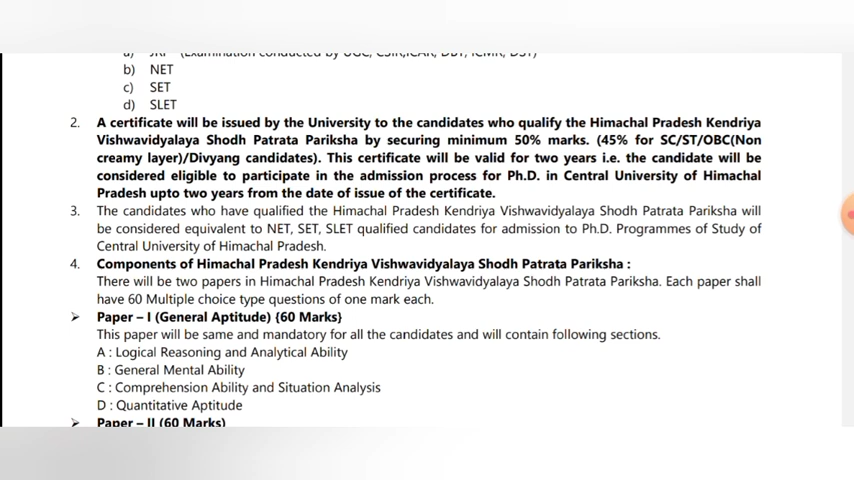 a) JRF (Examination conducted by UGC, CSIR,ICAR, DBT, ICMR, DST)
b) NET
c) SET
d) SLET
2. A certificate will be issued by the University to the candidates who qualify the Himachal Pradesh Kendriya
Vishwavidyalaya Shodh Patrata Pariksha by securing minimum 50% marks. (45% for SC/ST/OBC(Non
creamy layer)/Divyang candidates). This certificate will be valid for two years i.e. the candidate will be
considered eligible to participate in the admission process for Ph.D. in Central University of Himachal
Pradesh upto two years from the date of issue of the certificate.
3. The candidates who have qualified the Himachal Pradesh Kendriya Vishwavidyalaya Shodh Patrata Pariksha will
be considered equivalent to NET, SET, SLET qualified candidates for admission to Ph.D. Programmes of Study of
Central University of Himachal Pradesh.
4. Components of Himachal Pradesh Kendriya Vishwavidyalaya Shodh Patrata Pariksha :
There will be two papers in Himachal Pradesh Kendriya Vishwavidyalaya Shodh Patrata Pariksha. Each paper shall
have 60 Multiple choice type questions of one mark each.
➢ Paper – I (General Aptitude) {60 Marks}
This paper will be same and mandatory for all the candidates and will contain following sections.
A : Logical Reasoning and Analytical Ability
B : General Mental Ability
C : Comprehension Ability and Situation Analysis
D : Quantitative Aptitude
➢ Paper – II (60 Marks)